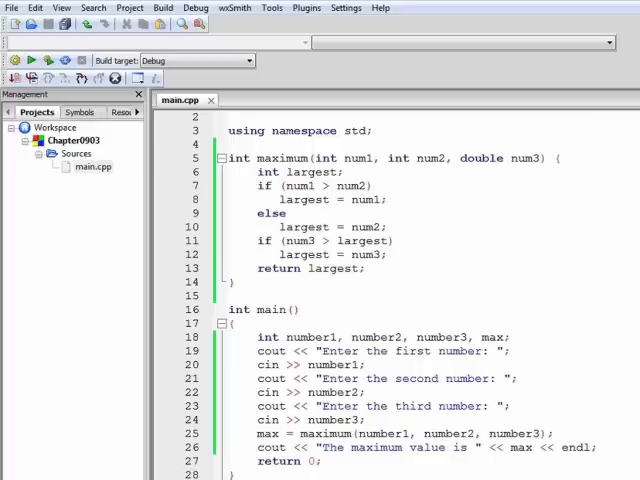 File Edit View Search Project Build Debug wxSmith Tools Plugins Settings Help
Build target: Debug
Management
main.cpp
Projects Symbols Resou
Workspace
Chapter0903
Sources
main.cpp
2
3 using namespace std;
4
5 int maximum(int num1, int num2, double num3) {
6 int largest;
7 if (num1 > num2)
8 largest = num1;
9 else
10 largest = num2;
11 if (num3 > largest)
12 largest = num3;
13 return largest;
14 }
15
16 int main()
17 {
18 int number1, number2, number3, max;
19 cout << "Enter the first number: ";
20 cin >> number1;
21 cout << "Enter the second number: ";
22 cin >> number2;
23 cout << "Enter the third number: ";
24 cin >> number3;
25 max = maximum(number1, number2, number3);
26 cout << "The maximum value is " << max << endl;
27 return 0;
28 }